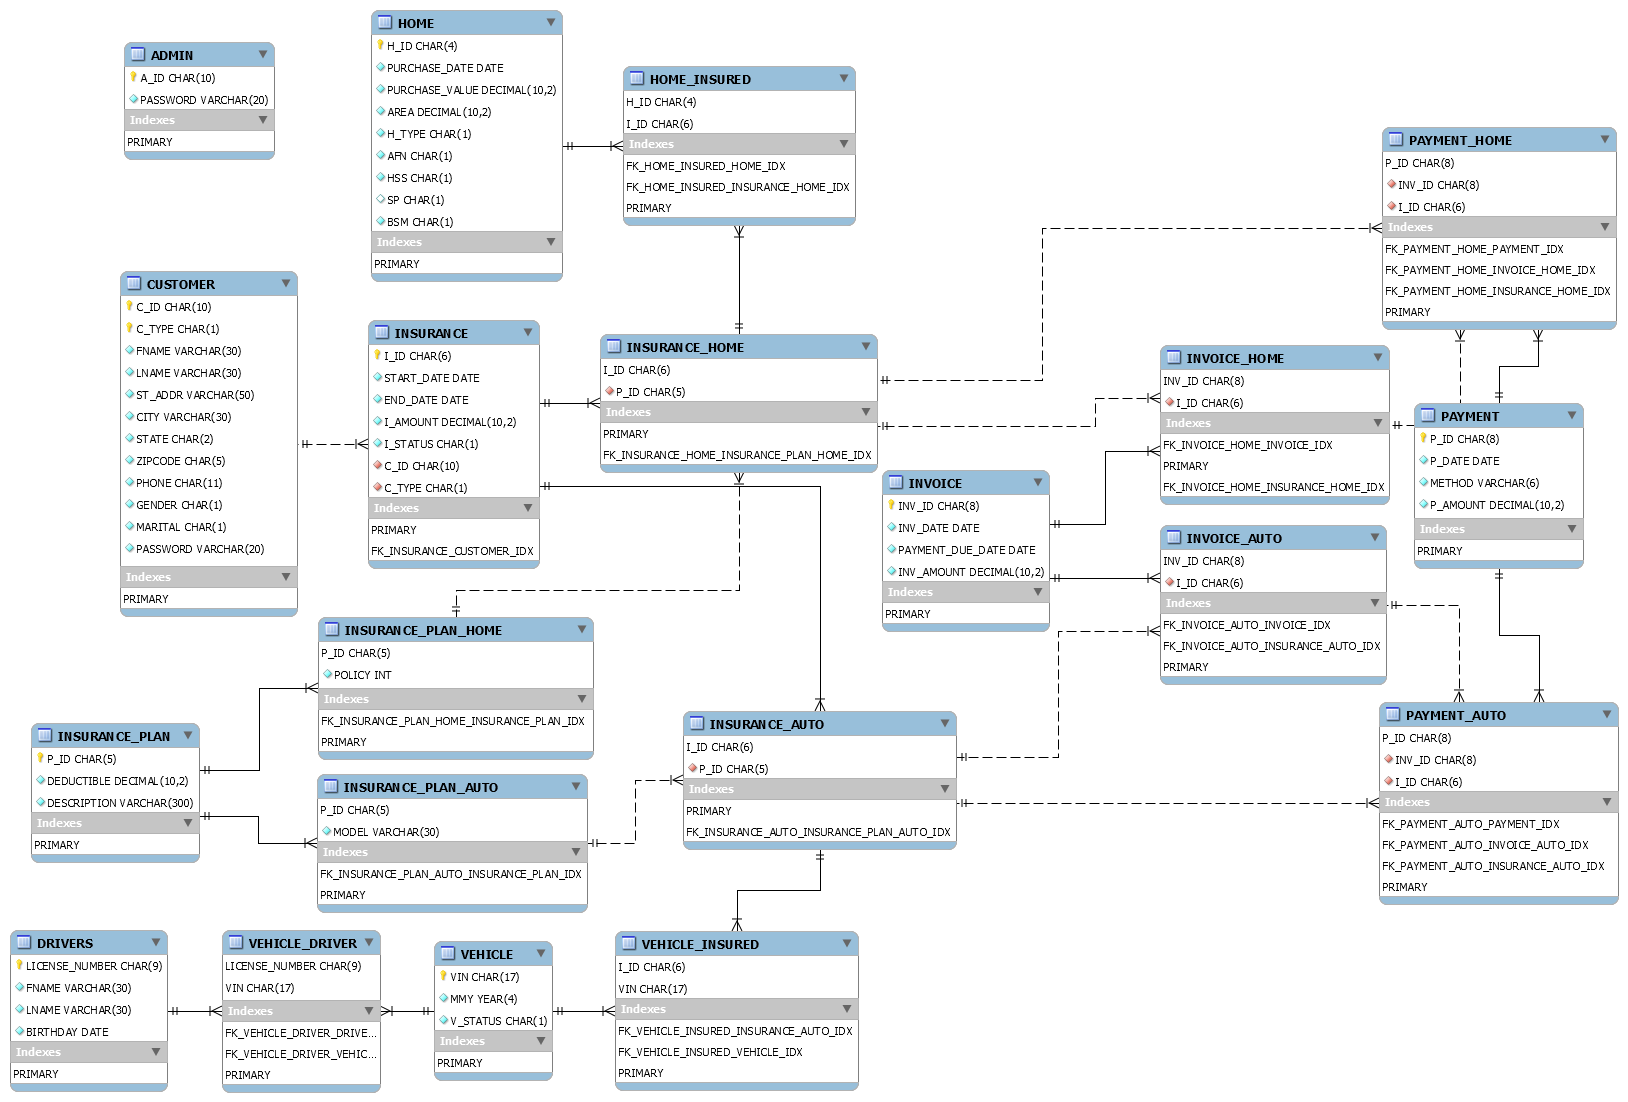 ADMIN
A_ID CHAR(10)
PASSWORD VARCHAR(20)
Indexes
PRIMARY
HOME
H_ID CHAR(4)
PURCHASE_DATE DATE
PURCHASE_VALUE DECIMAL(10,2)
AREA DECIMAL(10,2)
H_TYPE CHAR(1)
AFN CHAR(1)
HSS CHAR(1)
SP CHAR(1)
BSM CHAR(1)
Indexes
PRIMARY
HOME_INSURED
H_ID CHAR(4)
I_ID CHAR(6)
Indexes
FK_HOME_INSURED_HOME_IDX
FK_HOME_INSURED_INSURANCE_HOME_IDX
PRIMARY
PAYMENT_HOME
P_ID CHAR(8)
INV_ID CHAR(8)
I_ID CHAR(6)
Indexes
FK_PAYMENT_HOME_PAYMENT_IDX
FK_PAYMENT_HOME_INVOICE_HOME_IDX
FK_PAYMENT_HOME_INSURANCE_HOME_IDX
PRIMARY
CUSTOMER
C_ID CHAR(10)
C_TYPE CHAR(1)
FNAME VARCHAR(30)
LNAME VARCHAR(30)
ST_ADDR VARCHAR(50)
CITY VARCHAR(30)
STATE CHAR(2)
ZIPCODE CHAR(5)
PHONE CHAR(11)
GENDER CHAR(1)
MARITAL CHAR(1)
PASSWORD VARCHAR(20)
Indexes
PRIMARY
INSURANCE
I_ID CHAR(6)
START_DATE DATE
END_DATE DATE
I_AMOUNT DECIMAL(10,2)
I_STATUS CHAR(1)
C_ID CHAR(10)
C_TYPE CHAR(1)
Indexes
PRIMARY
FK_INSURANCE_CUSTOMER_IDX
INSURANCE_HOME
I_ID CHAR(6)
P_ID CHAR(5)
Indexes
PRIMARY
FK_INSURANCE_HOME_INSURANCE_PLAN_HOME_IDX
INVOICE_HOME
INV_ID CHAR(8)
I_ID CHAR(6)
Indexes
FK_INVOICE_HOME_INVOICE_IDX
PRIMARY
FK_INVOICE_HOME_INSURANCE_HOME_IDX
PAYMENT
P_ID CHAR(8)
P_DATE DATE
METHOD VARCHAR(6)
P_AMOUNT DECIMAL(10,2)
Indexes
PRIMARY
INVOICE
INV_ID CHAR(8)
INV_DATE DATE
PAYMENT_DUE_DATE DATE
INV_AMOUNT DECIMAL(10,2)
Indexes
PRIMARY
INVOICE_AUTO
INV_ID CHAR(8)
I_ID CHAR(6)
Indexes
FK_INVOICE_AUTO_INVOICE_IDX
FK_INVOICE_AUTO_INSURANCE_AUTO_IDX
PRIMARY
INSURANCE_PLAN_HOME
P_ID CHAR(5)
POLICY INT
Indexes
FK_INSURANCE_PLAN_HOME_INSURANCE_PLAN_IDX
PRIMARY
INSURANCE_PLAN
P_ID CHAR(5)
DEDUCTIBLE DECIMAL(10,2)
DESCRIPTION VARCHAR(300)
Indexes
PRIMARY
INSURANCE_PLAN_AUTO
P_ID CHAR(5)
MODEL VARCHAR(30)
Indexes
FK_INSURANCE_PLAN_AUTO_INSURANCE_PLAN_IDX
PRIMARY
INSURANCE_AUTO
I_ID CHAR(6)
P_ID CHAR(5)
Indexes
PRIMARY
FK_INSURANCE_AUTO_INSURANCE_PLAN_AUTO_IDX
PAYMENT_AUTO
P_ID CHAR(8)
INV_ID CHAR(8)
I_ID CHAR(6)
Indexes
FK_PAYMENT_AUTO_PAYMENT_IDX
FK_PAYMENT_AUTO_INVOICE_AUTO_IDX
FK_PAYMENT_AUTO_INSURANCE_AUTO_IDX
PRIMARY
DRIVERS
LICENSE_NUMBER CHAR(9)
FNAME VARCHAR(30)
LNAME VARCHAR(30)
BIRTHDAY DATE
Indexes
PRIMARY
VEHICLE_DRIVER
LICENSE_NUMBER CHAR(9)
VIN CHAR(17)
Indexes
FK_VEHICLE_DRIVER_DRIVE...
FK_VEHICLE_DRIVER_VEHIC...
PRIMARY
VEHICLE
VIN CHAR(17)
MMY YEAR(4)
V_STATUS CHAR(1)
Indexes
PRIMARY
VEHICLE_INSURED
I_ID CHAR(6)
VIN CHAR(17)
Indexes
FK_VEHICLE_INSURED_INSURANCE_AUTO_IDX
FK_VEHICLE_INSURED_VEHICLE_IDX
PRIMARY